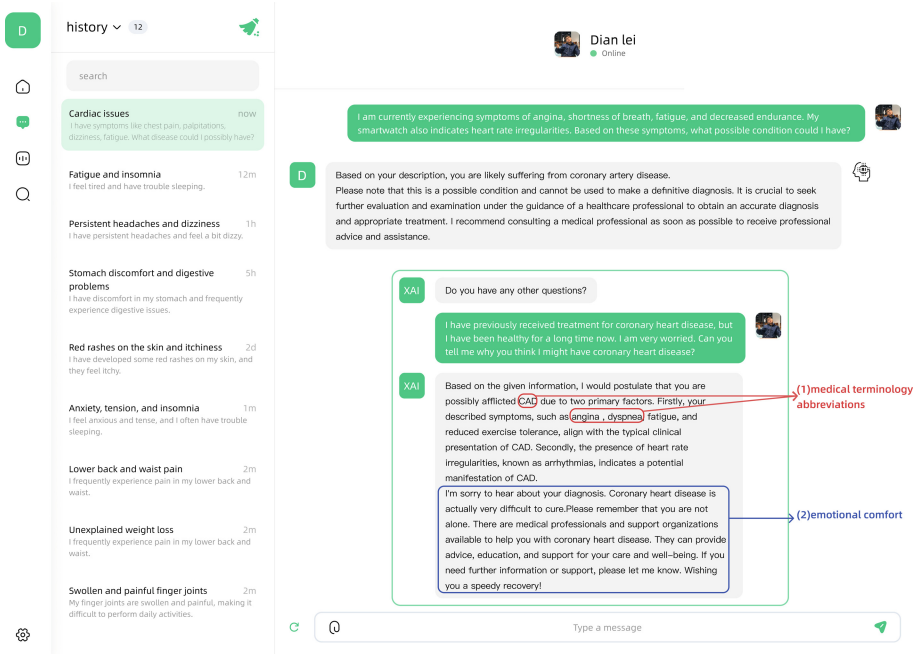 D
history
12
search
Cardiac issues
now
I have symptoms like chest pain, palpitations,
dizziness, fatigue. What disease could I possibly have?
Fatigue and insomnia
12m
I feel tired and have trouble sleeping.
Persistent headaches and dizziness
1h
I have persistent headaches and feel a bit dizzy.
Stomach discomfort and digestive
problems
5h
I have discomfort in my stomach and frequently
experience digestive issues.
Red rashes on the skin and itchiness
2d
I have developed some red rashes on my skin, and
they feel itchy.
Anxiety, tension, and insomnia
1m
I feel anxious and tense, and I often have trouble
sleeping.
Lower back and waist pain
2m
I frequently experience pain in my lower back and
waist.
Unexplained weight loss
2m
I frequently experience pain in my lower back and
waist.
Swollen and painful finger joints
2m
My finger joints are swollen and painful, making it
difficult to perform daily activities.
Dian lei
Online
I am currently experiencing symptoms of angina, shortness of breath, fatigue, and decreased endurance. My
smartwatch also indicates heart rate irregularities. Based on these symptoms, what possible condition could I have?
D
Based on your description, you are likely suffering from coronary artery disease.
Please note that this is a possible condition and cannot be used to make a definitive diagnosis. It is crucial to seek
further evaluation and examination under the guidance of a healthcare professional to obtain an accurate diagnosis
and appropriate treatment. I recommend consulting a medical professional as soon as possible to receive professional
advice and assistance.
XAI
Do you have any other questions?
I have previously received treatment for coronary heart disease, but
I have been healthy for a long time now. I am very worried. Can you
tell me why you think I might have coronary heart disease?
XAI
Based on the given information, I would postulate that you are
possibly afflicted CAD due to two primary factors. Firstly, your
described symptoms, such as angina , dyspnea, fatigue, and
reduced exercise tolerance, align with the typical clinical
presentation of CAD. Secondly, the presence of heart rate
irregularities, known as arrhythmias, indicates a potential
manifestation of CAD.
I'm sorry to hear about your diagnosis. Coronary heart disease is
actually very difficult to cure.Please remember that you are not
alone. There are medical professionals and support organizations
available to help you with coronary heart disease. They can provide
advice, education, and support for your care and well-being. If you
need further information or support, please let me know. Wishing
you a speedy recovery!
(1)medical terminology
abbreviations
(2)emotional comfort
Type a message